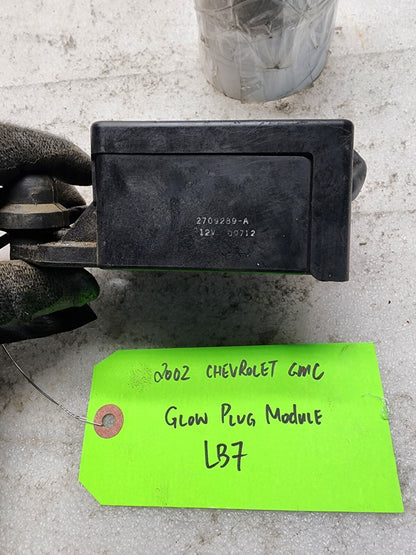 2709289-A
12V 00712
2002 CHEVROLET GMC
GLOW PLUG MODULE
LB7